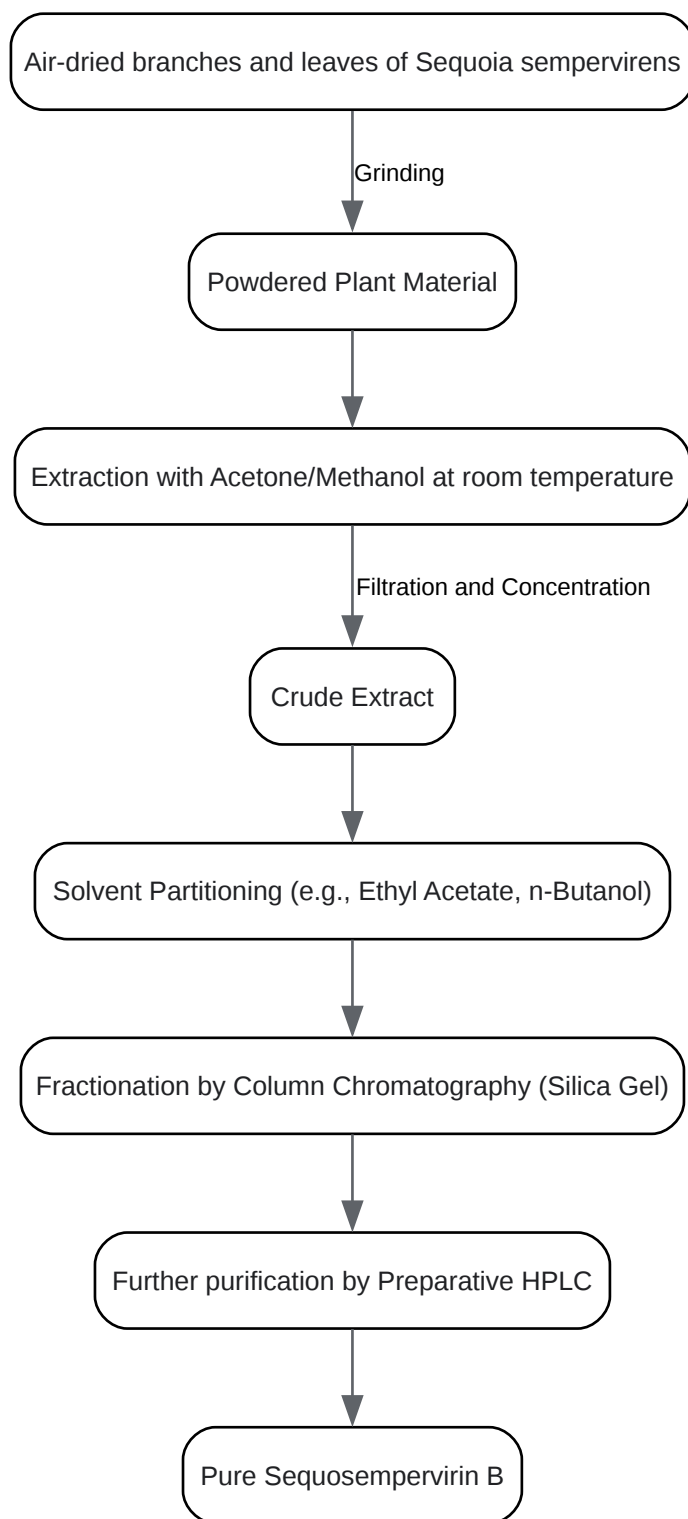 Air-dried branches and leaves of Sequoia sempervirens
Grinding
Powdered Plant Material
Extraction with Acetone/Methanol at room temperature
Filtration and Concentration
Crude Extract
Solvent Partitioning (e.g., Ethyl Acetate, n-Butanol)
Fractionation by Column Chromatography (Silica Gel)
Further purification by Preparative HPLC
Pure Sequosempervirin B